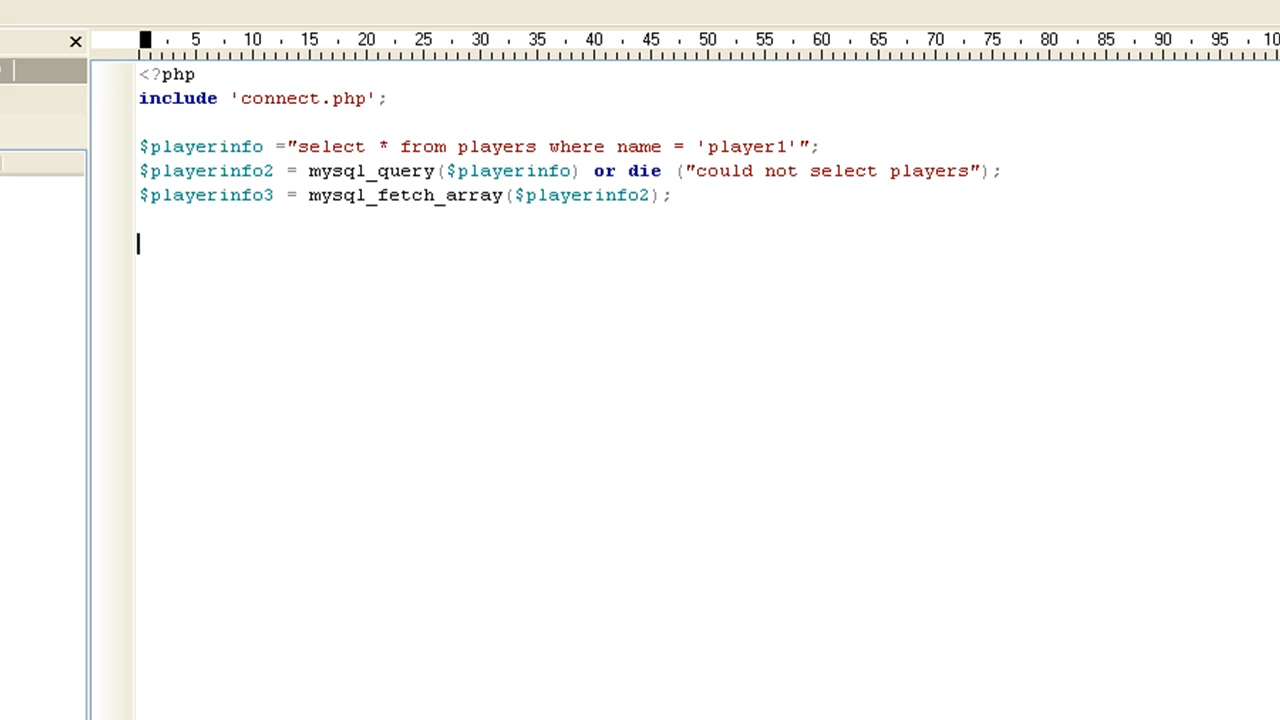 5 10 15 20 25 30 35 40 45 50 55 60 65 70 75 80 85 90 95 10
<?php
include 'connect.php';
$playerinfo ="select * from players where name = 'player1'";
$playerinfo2 = mysql_query($playerinfo) or die ("could not select players");
$playerinfo3 = mysql_fetch_array($playerinfo2);